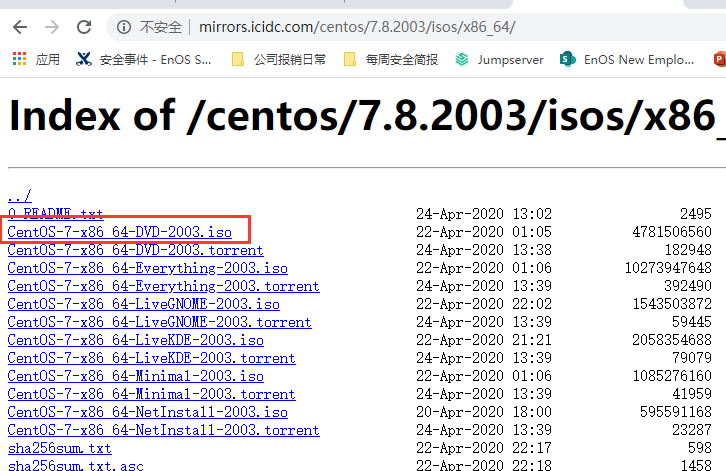 不安全 | mirrors.icidc.com/centos/7.8.2003/isos/x86_64/
应用 安全事件 - EnOS S... 公司报销日常 每周安全简报 Jumpserver EnOS New Employ...
Index of /centos/7.8.2003/isos/x86_
../
0_README.txt 24-Apr-2020 13:02 2495
CentOS-7-x86_64-DVD-2003.iso 22-Apr-2020 01:05 4781506560
CentOS-7-x86_64-DVD-2003.torrent 24-Apr-2020 13:38 182948
CentOS-7-x86_64-Everything-2003.iso 22-Apr-2020 01:06 10273947648
CentOS-7-x86_64-Everything-2003.torrent 24-Apr-2020 13:39 392490
CentOS-7-x86_64-LiveGNOME-2003.iso 22-Apr-2020 22:02 1543503872
CentOS-7-x86_64-LiveGNOME-2003.torrent 24-Apr-2020 13:39 59445
CentOS-7-x86_64-LiveKDE-2003.iso 22-Apr-2020 21:21 2058354688
CentOS-7-x86_64-LiveKDE-2003.torrent 24-Apr-2020 13:39 79079
CentOS-7-x86_64-Minimal-2003.iso 22-Apr-2020 01:06 1085276160
CentOS-7-x86_64-Minimal-2003.torrent 24-Apr-2020 13:39 41959
CentOS-7-x86_64-NetInstall-2003.iso 20-Apr-2020 18:00 595591168
CentOS-7-x86_64-NetInstall-2003.torrent 24-Apr-2020 13:39 23287
sha256sum.txt 22-Apr-2020 22:17 598
sha256sum.txt.asc 22-Apr-2020 22:18 1458